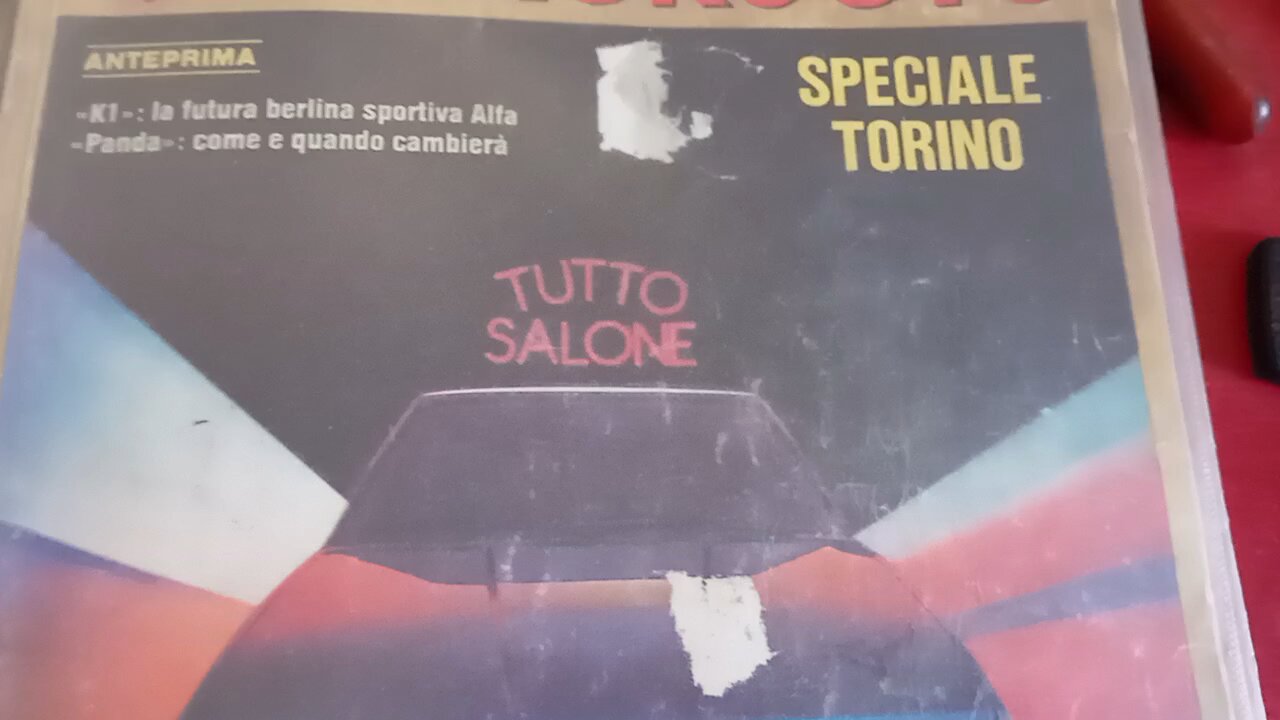 ANTEPRIMA
«K1»: la futura berlina sportiva Alfa
«Panda»: come e quando cambierà
SPECIALE
TORINO
TUTTO
SALONE